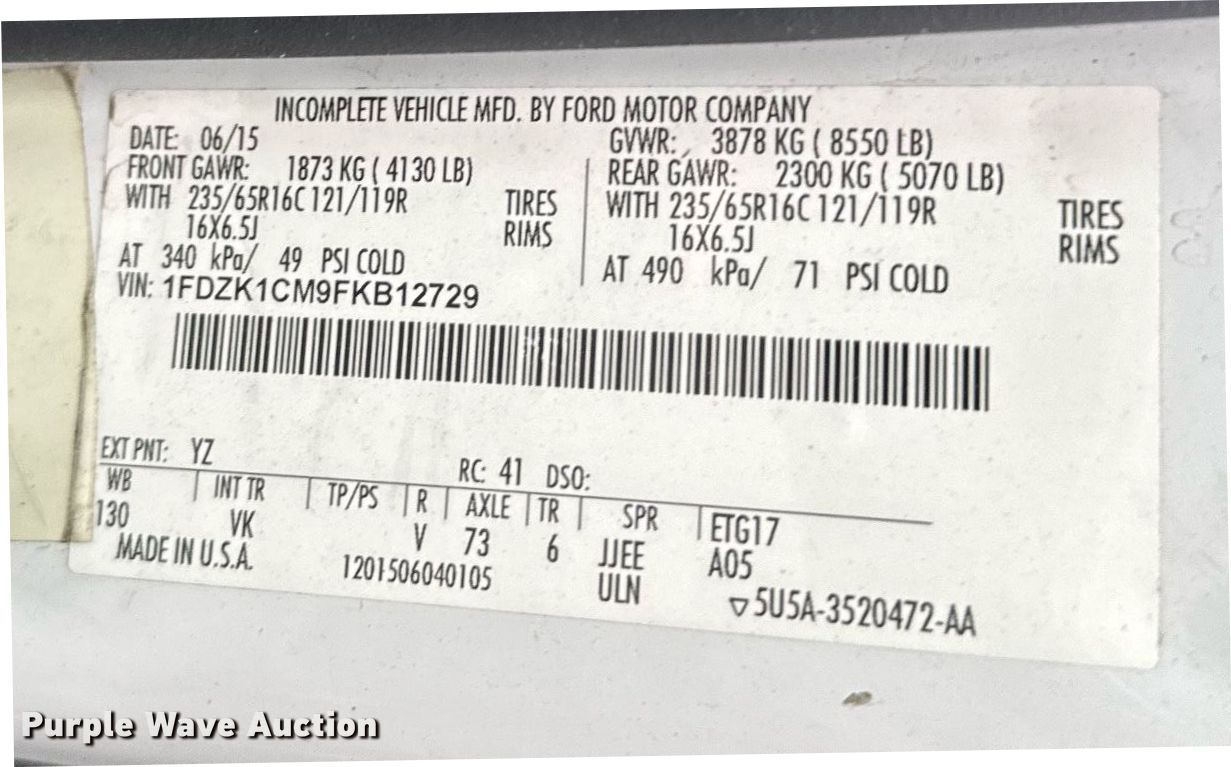 INCOMPLETE VEHICLE MFD. BY FORD MOTOR COMPANY
DATE: 06/15 GVWR: 3878 KG ( 8550 LB)
FRONT GAWR: 1873 KG ( 4130 LB) REAR GAWR: 2300 KG ( 5070 LB)
WITH 235/65R16C 121/119R TIRES WITH 235/65R16C 121/119R TIRES
16X6.5J RIMS 16X6.5J RIMS
AT 340 kPa/ 49 PSI COLD AT 490 kPa/ 71 PSI COLD
VIN: 1FDZK1CM9FKB12729
EXT PNT: YZ RC: 41 DSO:
WB INT TR TP/PS R AXLE TR SPR ETG17
130 VK V 73 6 JJEE A05
MADE IN U.S.A. 1201506040105 ULN ▽5U5A-3520472-AA
Purple Wave Auction